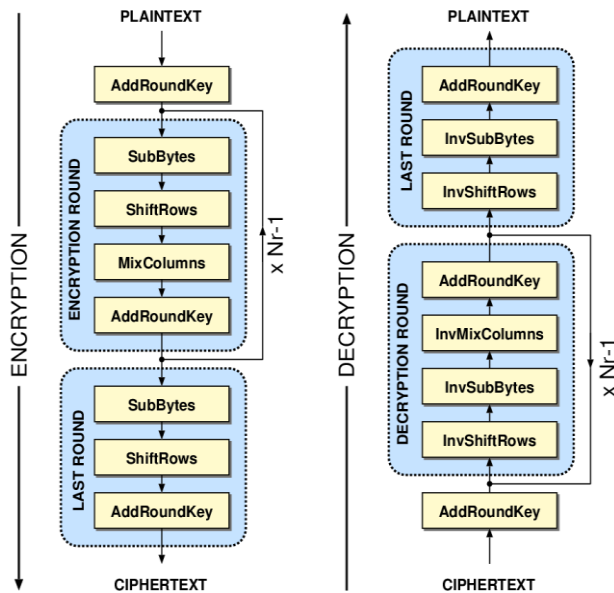 PLAINTEXT
AddRoundKey
ENCRYPTION ROUND
SubBytes
ShiftRows
MixColumns
AddRoundKey
x Nr-1
ENCRYPTION
LAST ROUND
SubBytes
ShiftRows
AddRoundKey
CIPHERTEXT
PLAINTEXT
LAST ROUND
AddRoundKey
InvSubBytes
InvShiftRows
DECRYPTION
DECRYPTION ROUND
AddRoundKey
InvMixColumns
InvSubBytes
InvShiftRows
x Nr-1
AddRoundKey
CIPHERTEXT